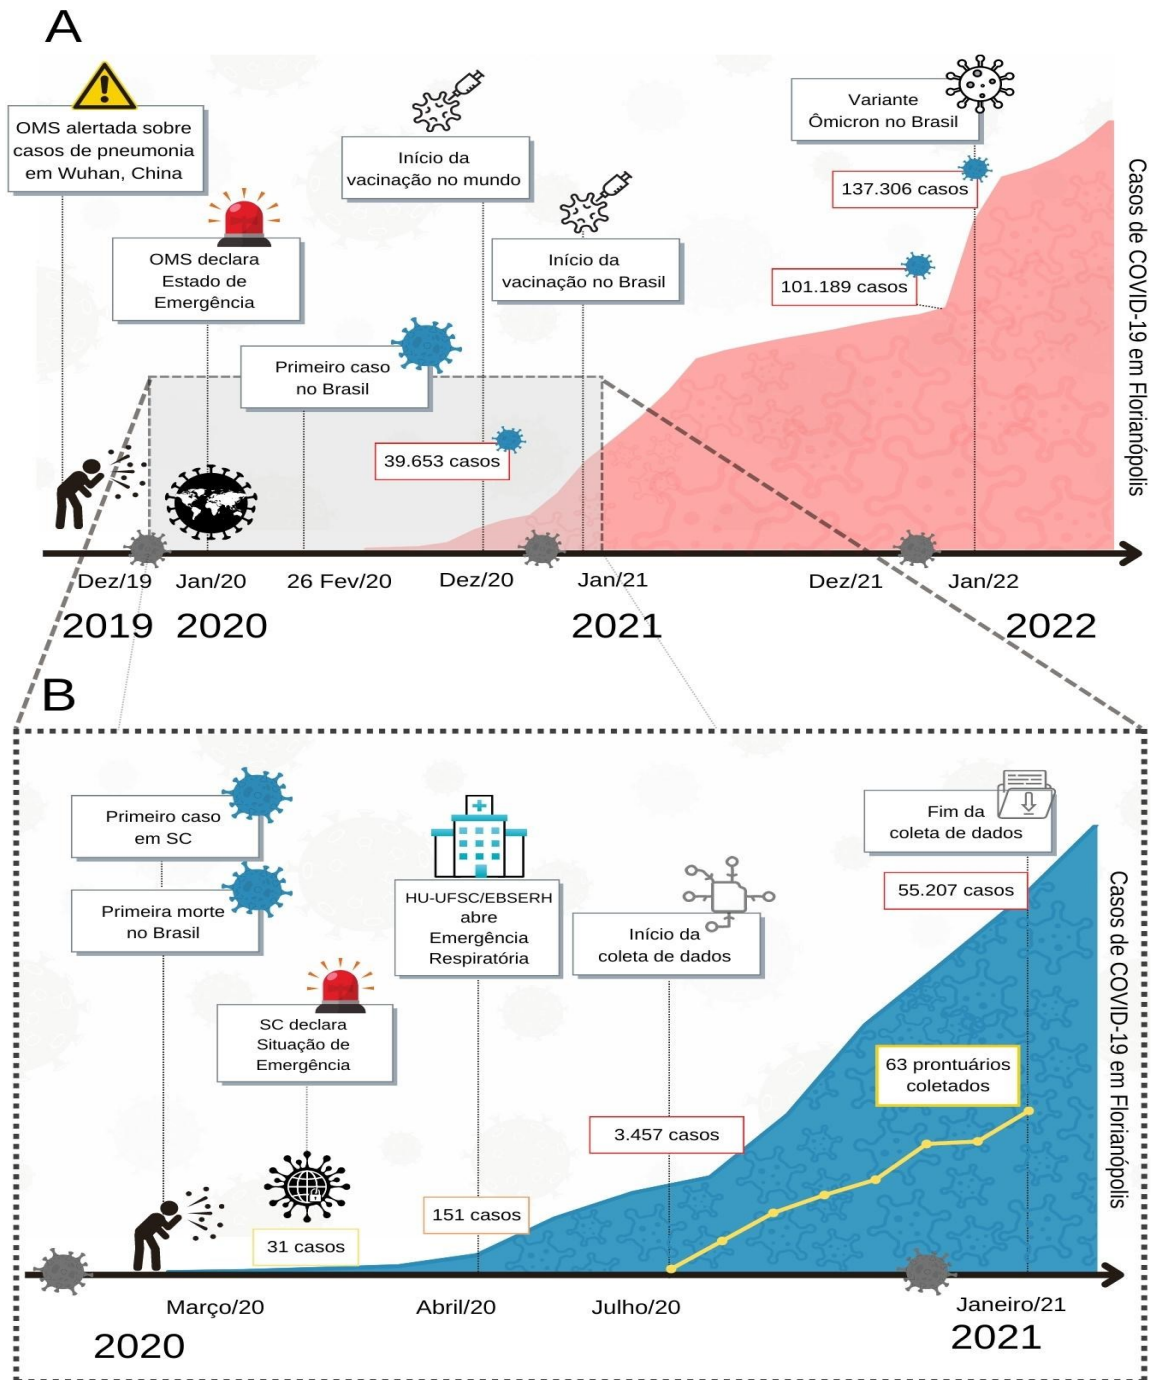 A
OMS alertada sobre
casos de pneumonia
em Wuhan, China
OMS declara
Estado de
Emergência
Primeiro caso
no Brasil
Início da
vacinação no mundo
Início da
vacinação no Brasil
Variante
Ômicron no Brasil
137.306 casos
101.189 casos
39.653 casos
Casos de COVID-19 em Florianópolis
Dez/19
Jan/20
26 Fev/20
Dez/20
Jan/21
Dez/21
Jan/22
2019
2020
2021
2022
B
Primeiro caso
em SC
Primeira morte
no Brasil
SC declara
Situação de
Emergência
HU-UFSC/EBSERH
abre
Emergência
Respiratória
Início da
coleta de dados
Fim da
coleta de dados
55.207 casos
63 prontuários
coletados
3.457 casos
151 casos
31 casos
Casos de COVID-19 em Florianópolis
Março/20
Abril/20
Julho/20
Janeiro/21
2020
2021